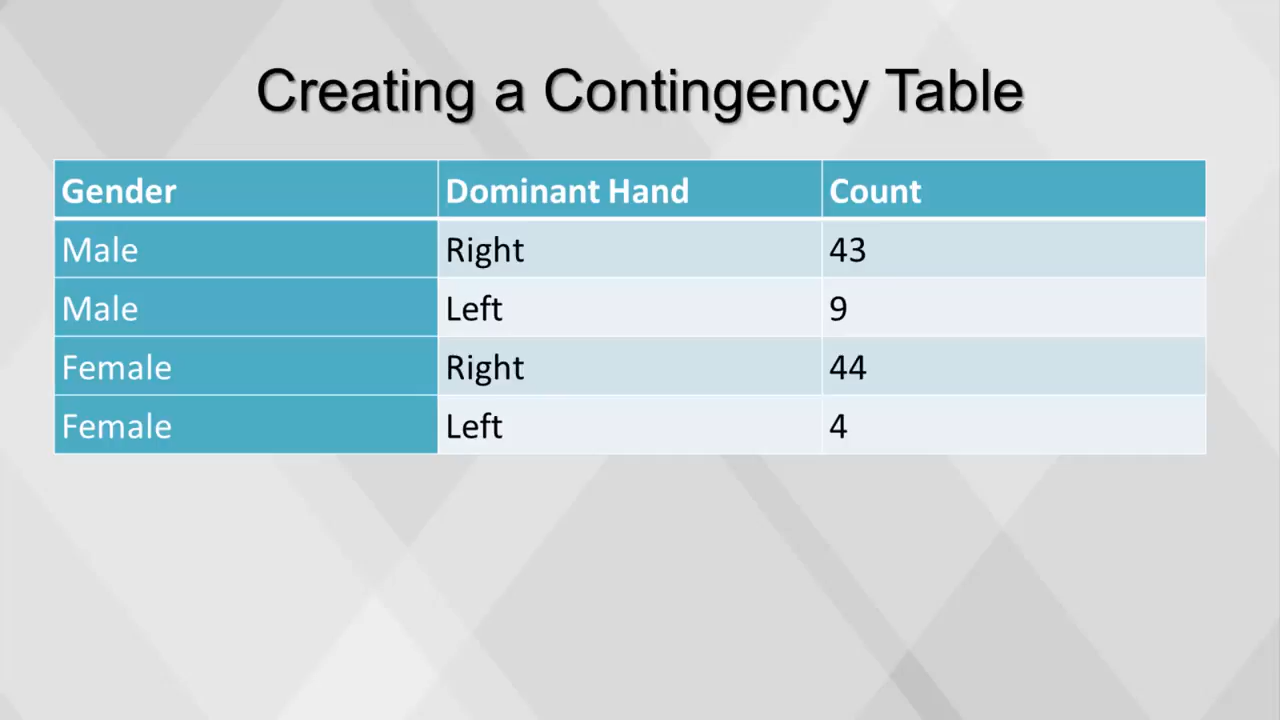 Creating a Contingency Table
Gender Dominant Hand Count
Male Right 43
Male Left 9
Female Right 44
Female Left 4